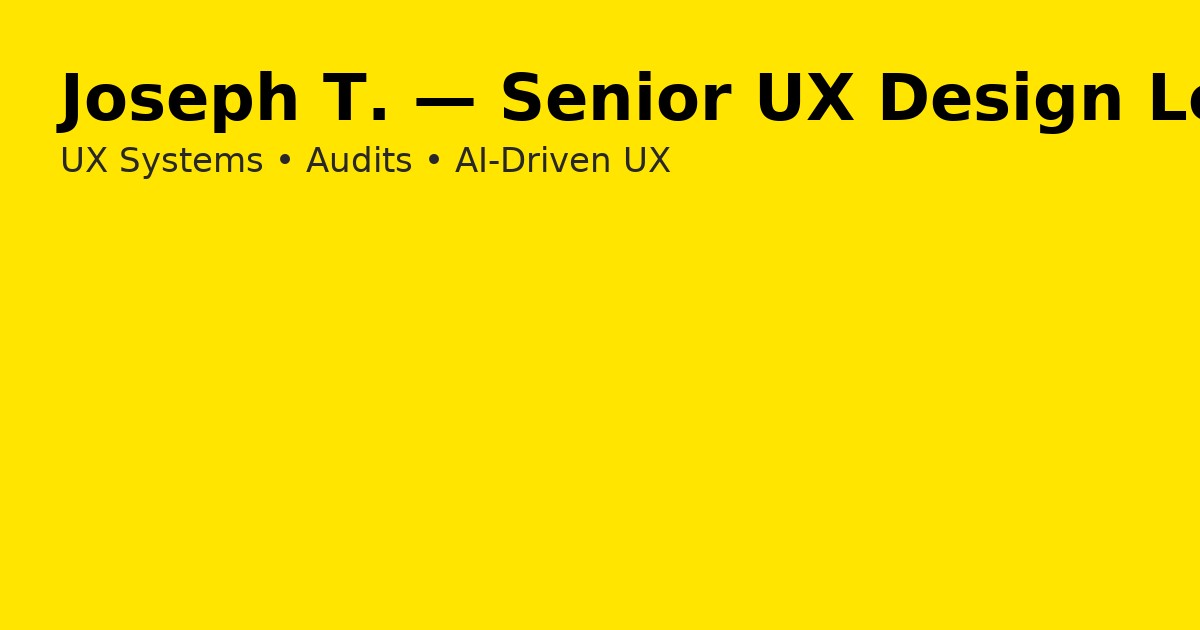 Joseph T. — Senior UX Design
UX Systems • Audits • AI-Driven UX